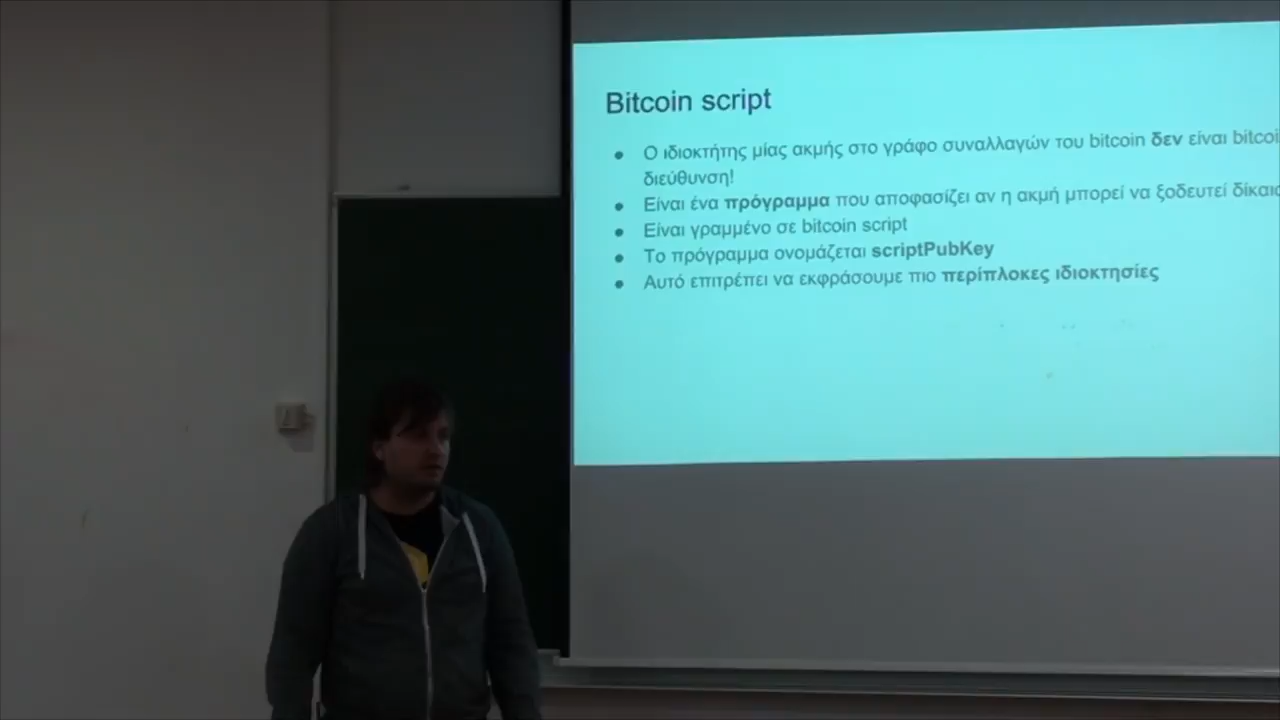 Bitcoin script
● Ο ιδιοκτήτης μίας ακμής στο γράφο συναλλαγών του bitcoin δεν είναι
διεύθυνση!
● Είναι ένα πρόγραμμα που αποφασίζει αν η ακμή μπορεί να ξοδευτεί
● Είναι γραμμένο σε bitcoin script
● Το πρόγραμμα ονομάζεται scriptPubKey
● Αυτό επιτρέπει να εκφράσουμε πιο περίπλοκες ιδιοκτησίες